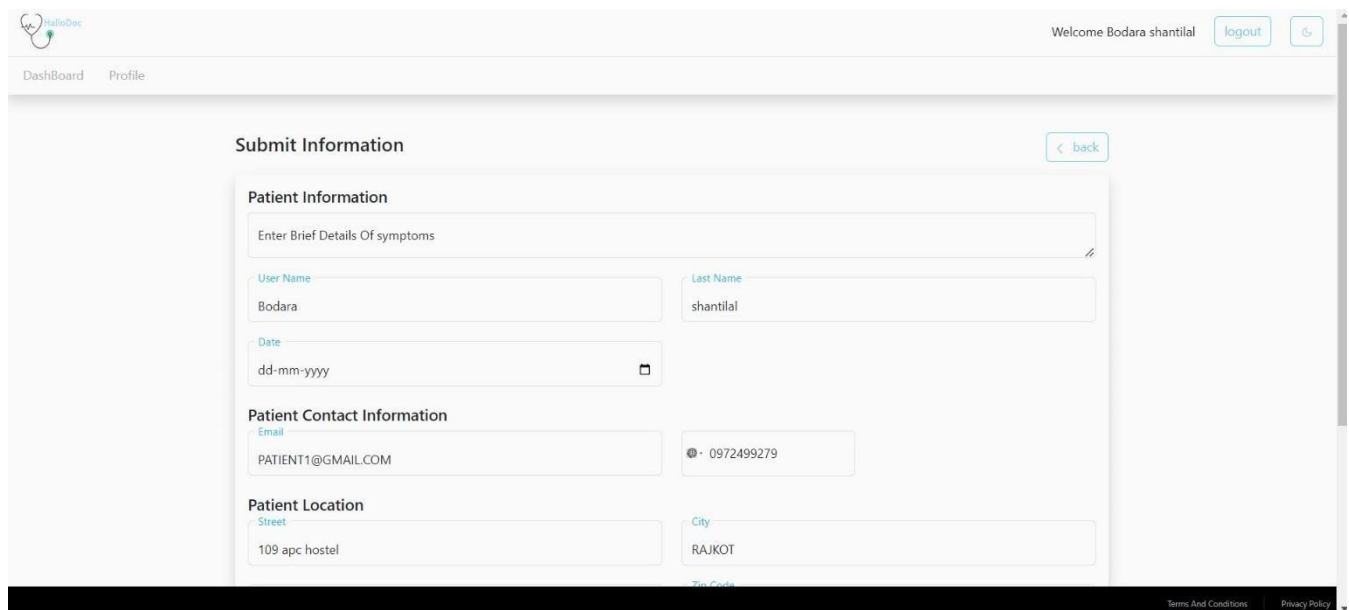 HalloDoc
Welcome Bodara shantilal
logout
DashBoard Profile
Submit Information
back
Patient Information
Enter Brief Details Of symptoms
User Name Last Name
Bodara shantilal
Date
dd-mm-yyyy
Patient Contact Information
Email
PATIENT1@GMAIL.COM 0972499279
Patient Location
Street City
109 apc hostel RAJKOT
Zip Code
Terms And Conditions Privacy Policy